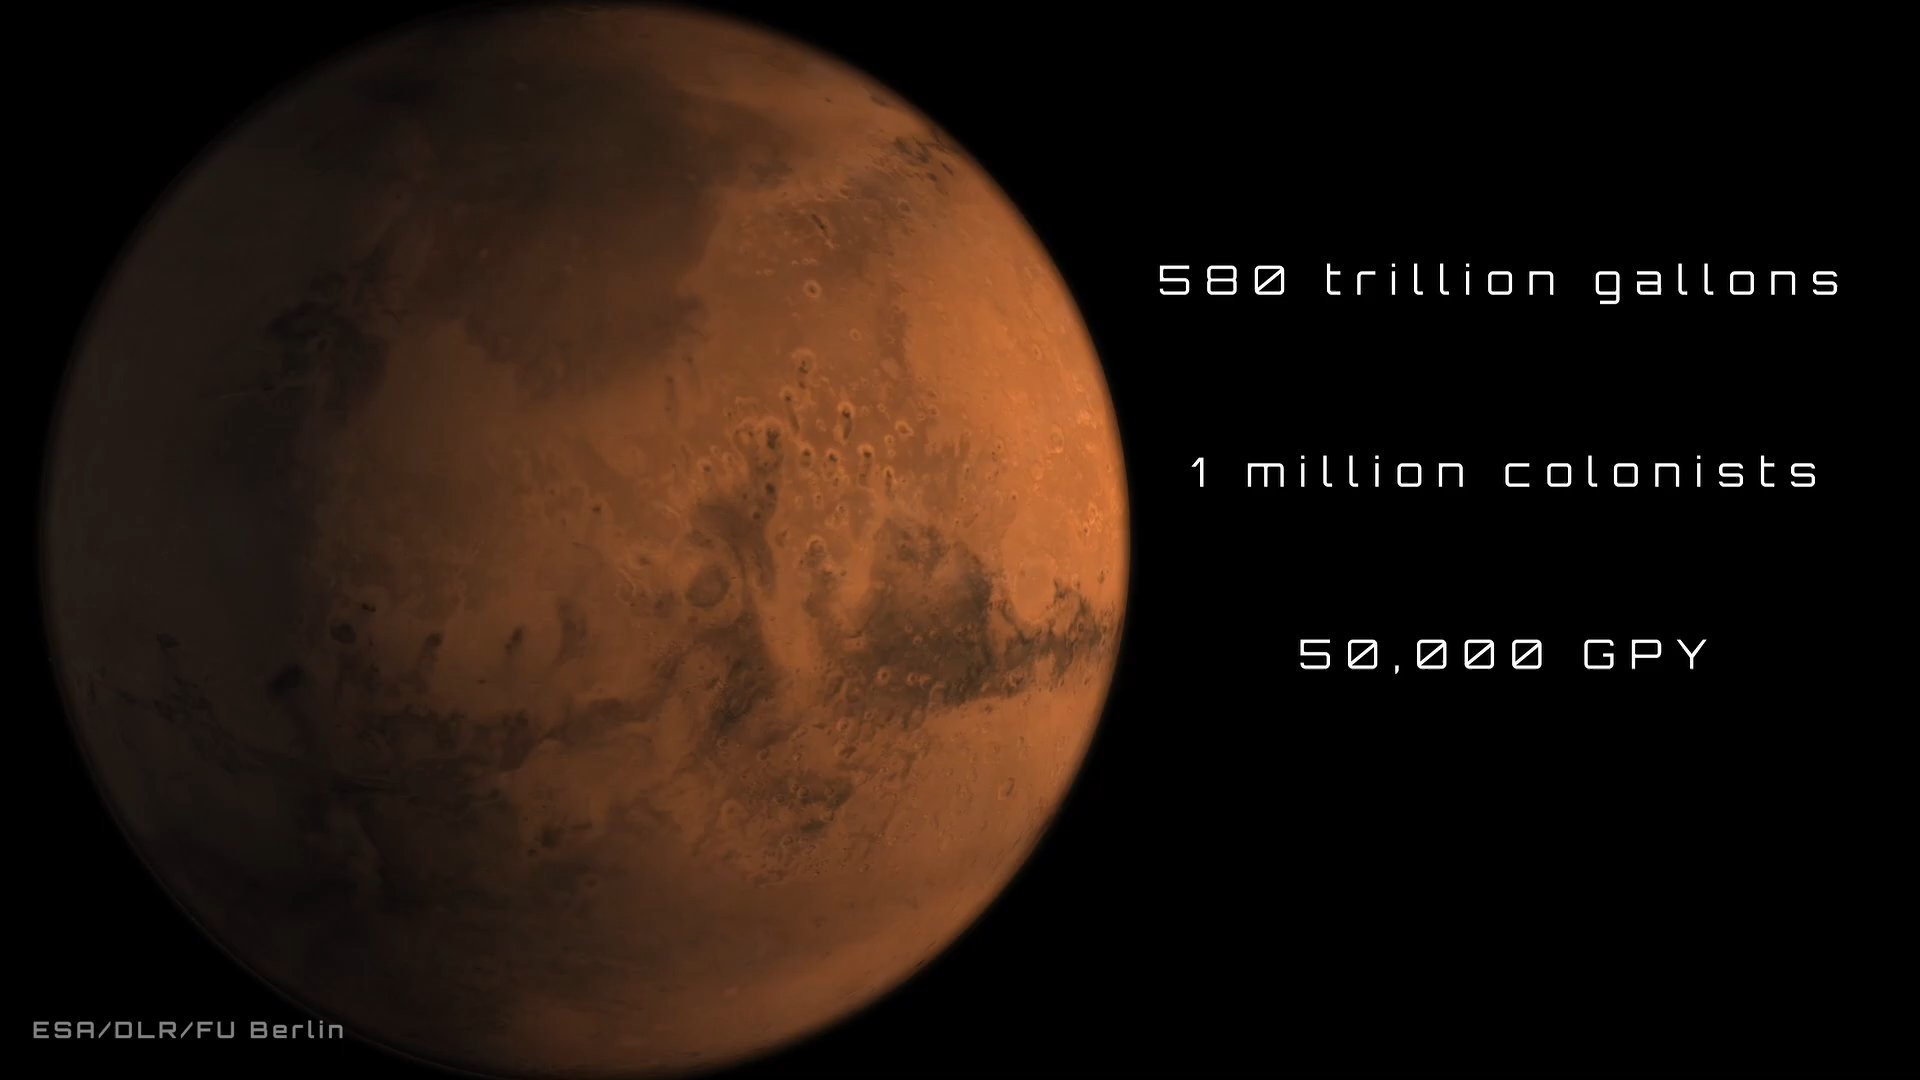 580 trillion gallons
1 million colonists
50,000 GPY
ESA/DLR/FU Berlin